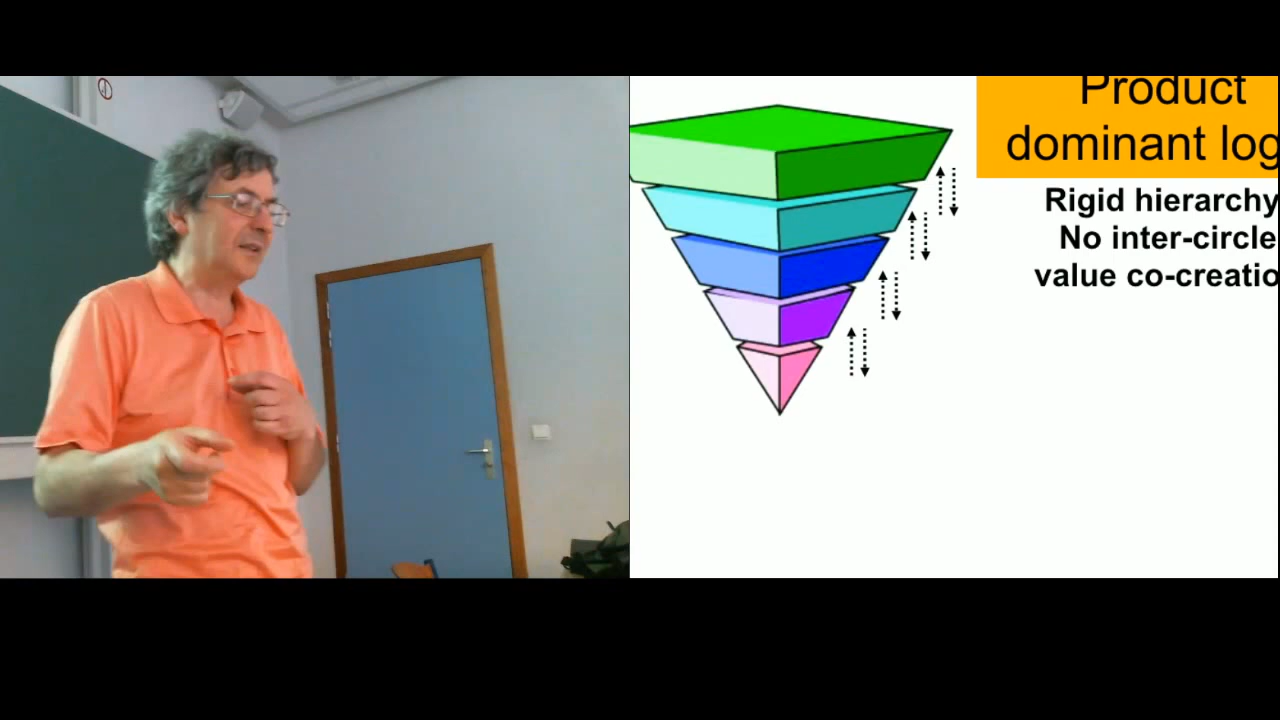 Product
dominant log
Rigid hierarchy
No inter-circle
value co-creatio